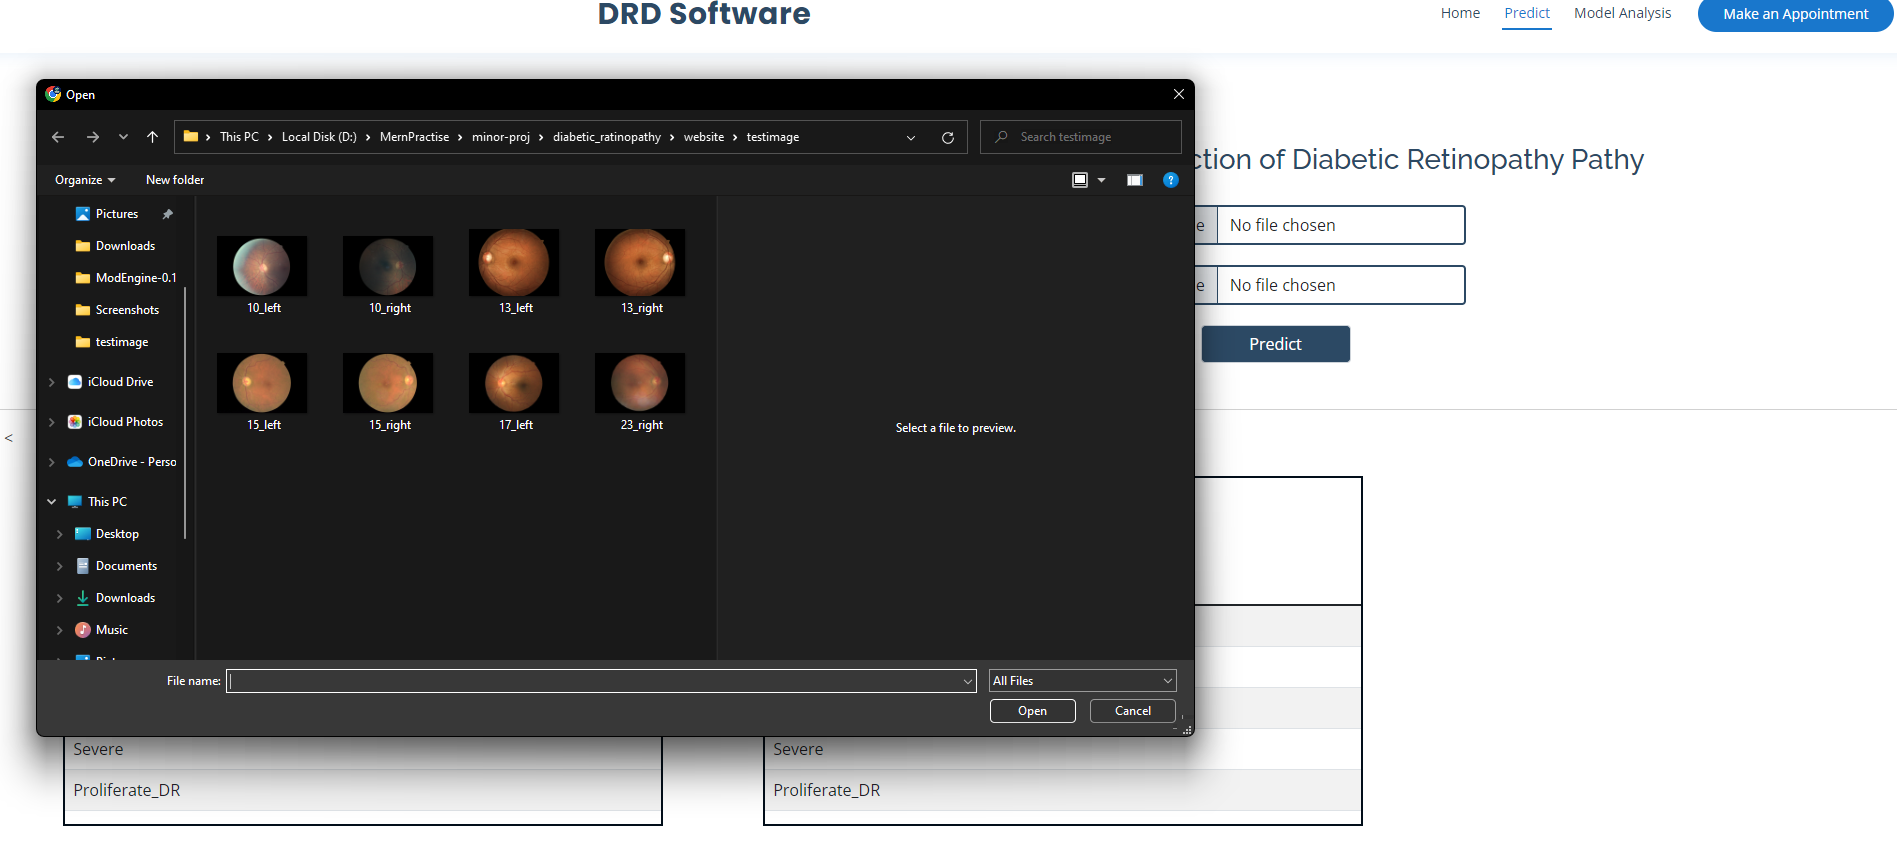 DRD Software
Home Predict Model Analysis Make an Appointment
Open
This PC Local Disk (D:) MernPractise minor-proj diabetic_ratinopathy website testimage
Search testimage
Organize New folder
ction of Diabetic Retinopathy Pathy
e No file chosen
e No file chosen
Predict
Pictures
Downloads
ModEngine-0.1
Screenshots
testimage
iCloud Drive
iCloud Photos
OneDrive - Perso
This PC
Desktop
Documents
Downloads
Music
10_left 10_right 13_left 13_right
15_left 15_right 17_left 23_right
Select a file to preview.
<
File name: All Files
Open Cancel
Severe Severe
Proliferate_DR Proliferate_DR